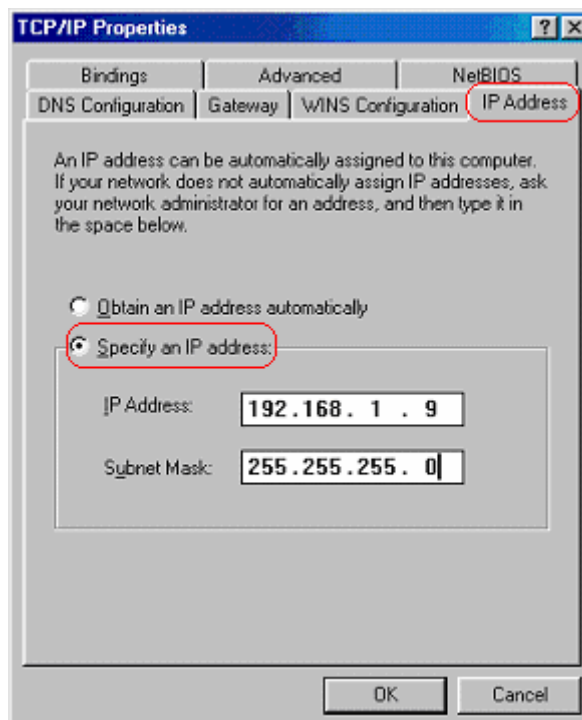 TCP/IP Properties
? ×
Bindings Advanced NetBIOS
DNS Configuration Gateway WINS Configuration IP Address
An IP address can be automatically assigned to this computer.
If your network does not automatically assign IP addresses, ask
your network administrator for an address, and then type it in
the space below.
Obtain an IP address automatically
Specify an IP address:
IP Address: 192.168. 1 . 9
Subnet Mask: 255.255.255. 0
OK Cancel